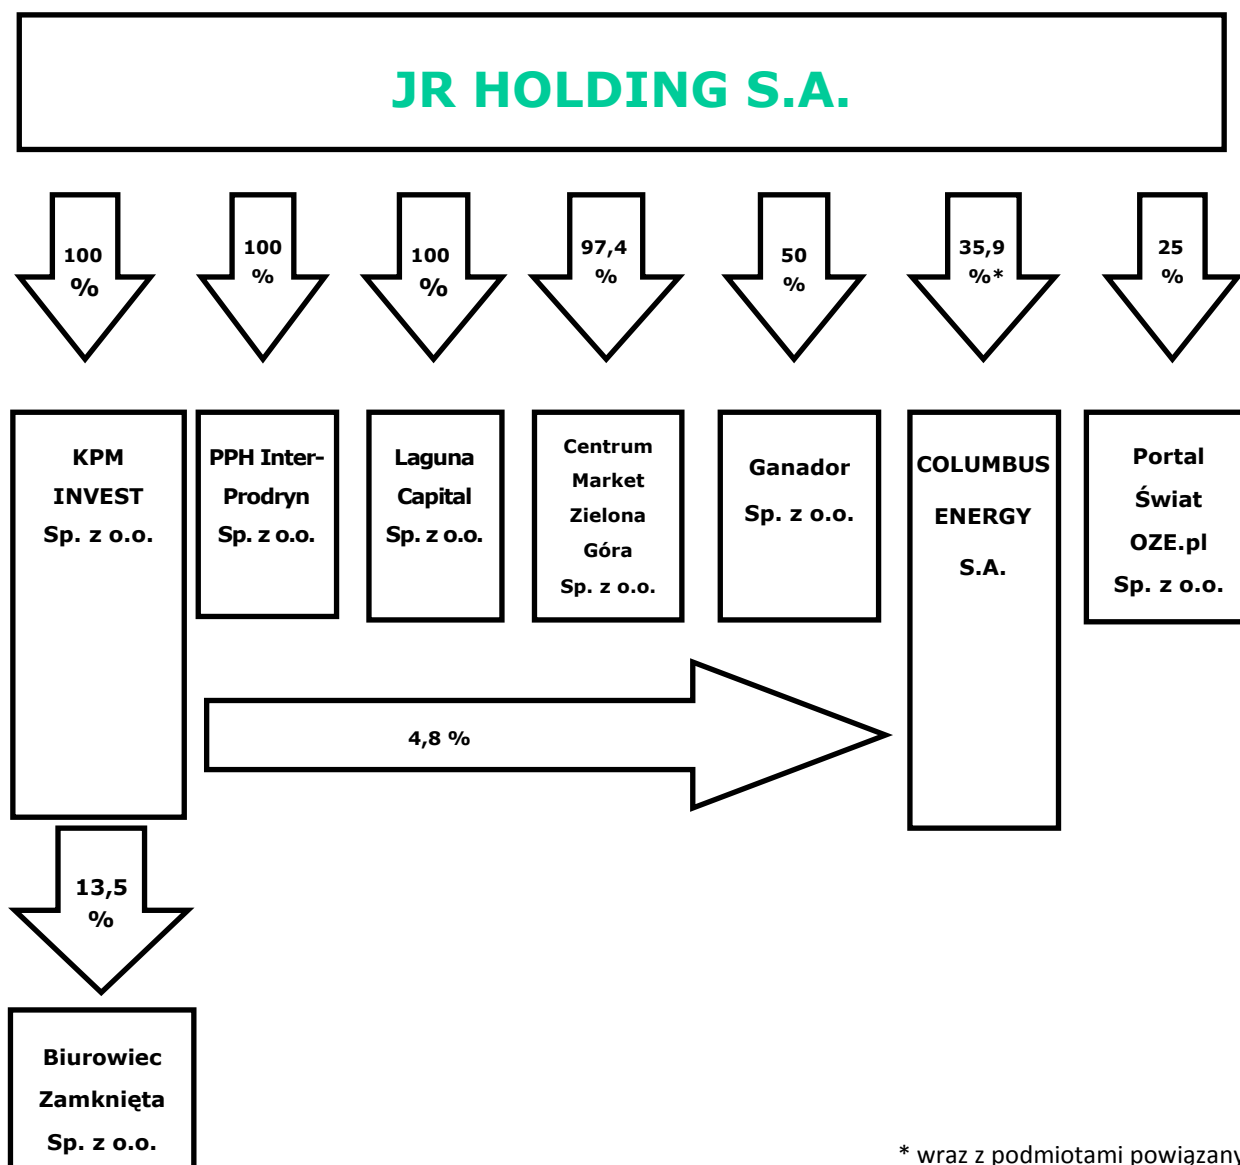 JR HOLDING S.A.
100
%
100
%
100
%
97,4
%
50
%
35,9
%*
25
%
KPM
INVEST
Sp. z o.o.
PPH Inter-
Prodryn
Sp. z o.o.
Laguna
Capital
Sp. z o.o.
Centrum
Market
Zielona
Góra
Sp. z o.o.
Ganador
Sp. z o.o.
COLUMBUS
ENERGY
S.A.
Portal
Świat
OZE.pl
Sp. z o.o.
4,8 %
13,5
%
Biurowiec
Zamknięta
Sp. z o.o.
* wraz z podmiotami powiązany